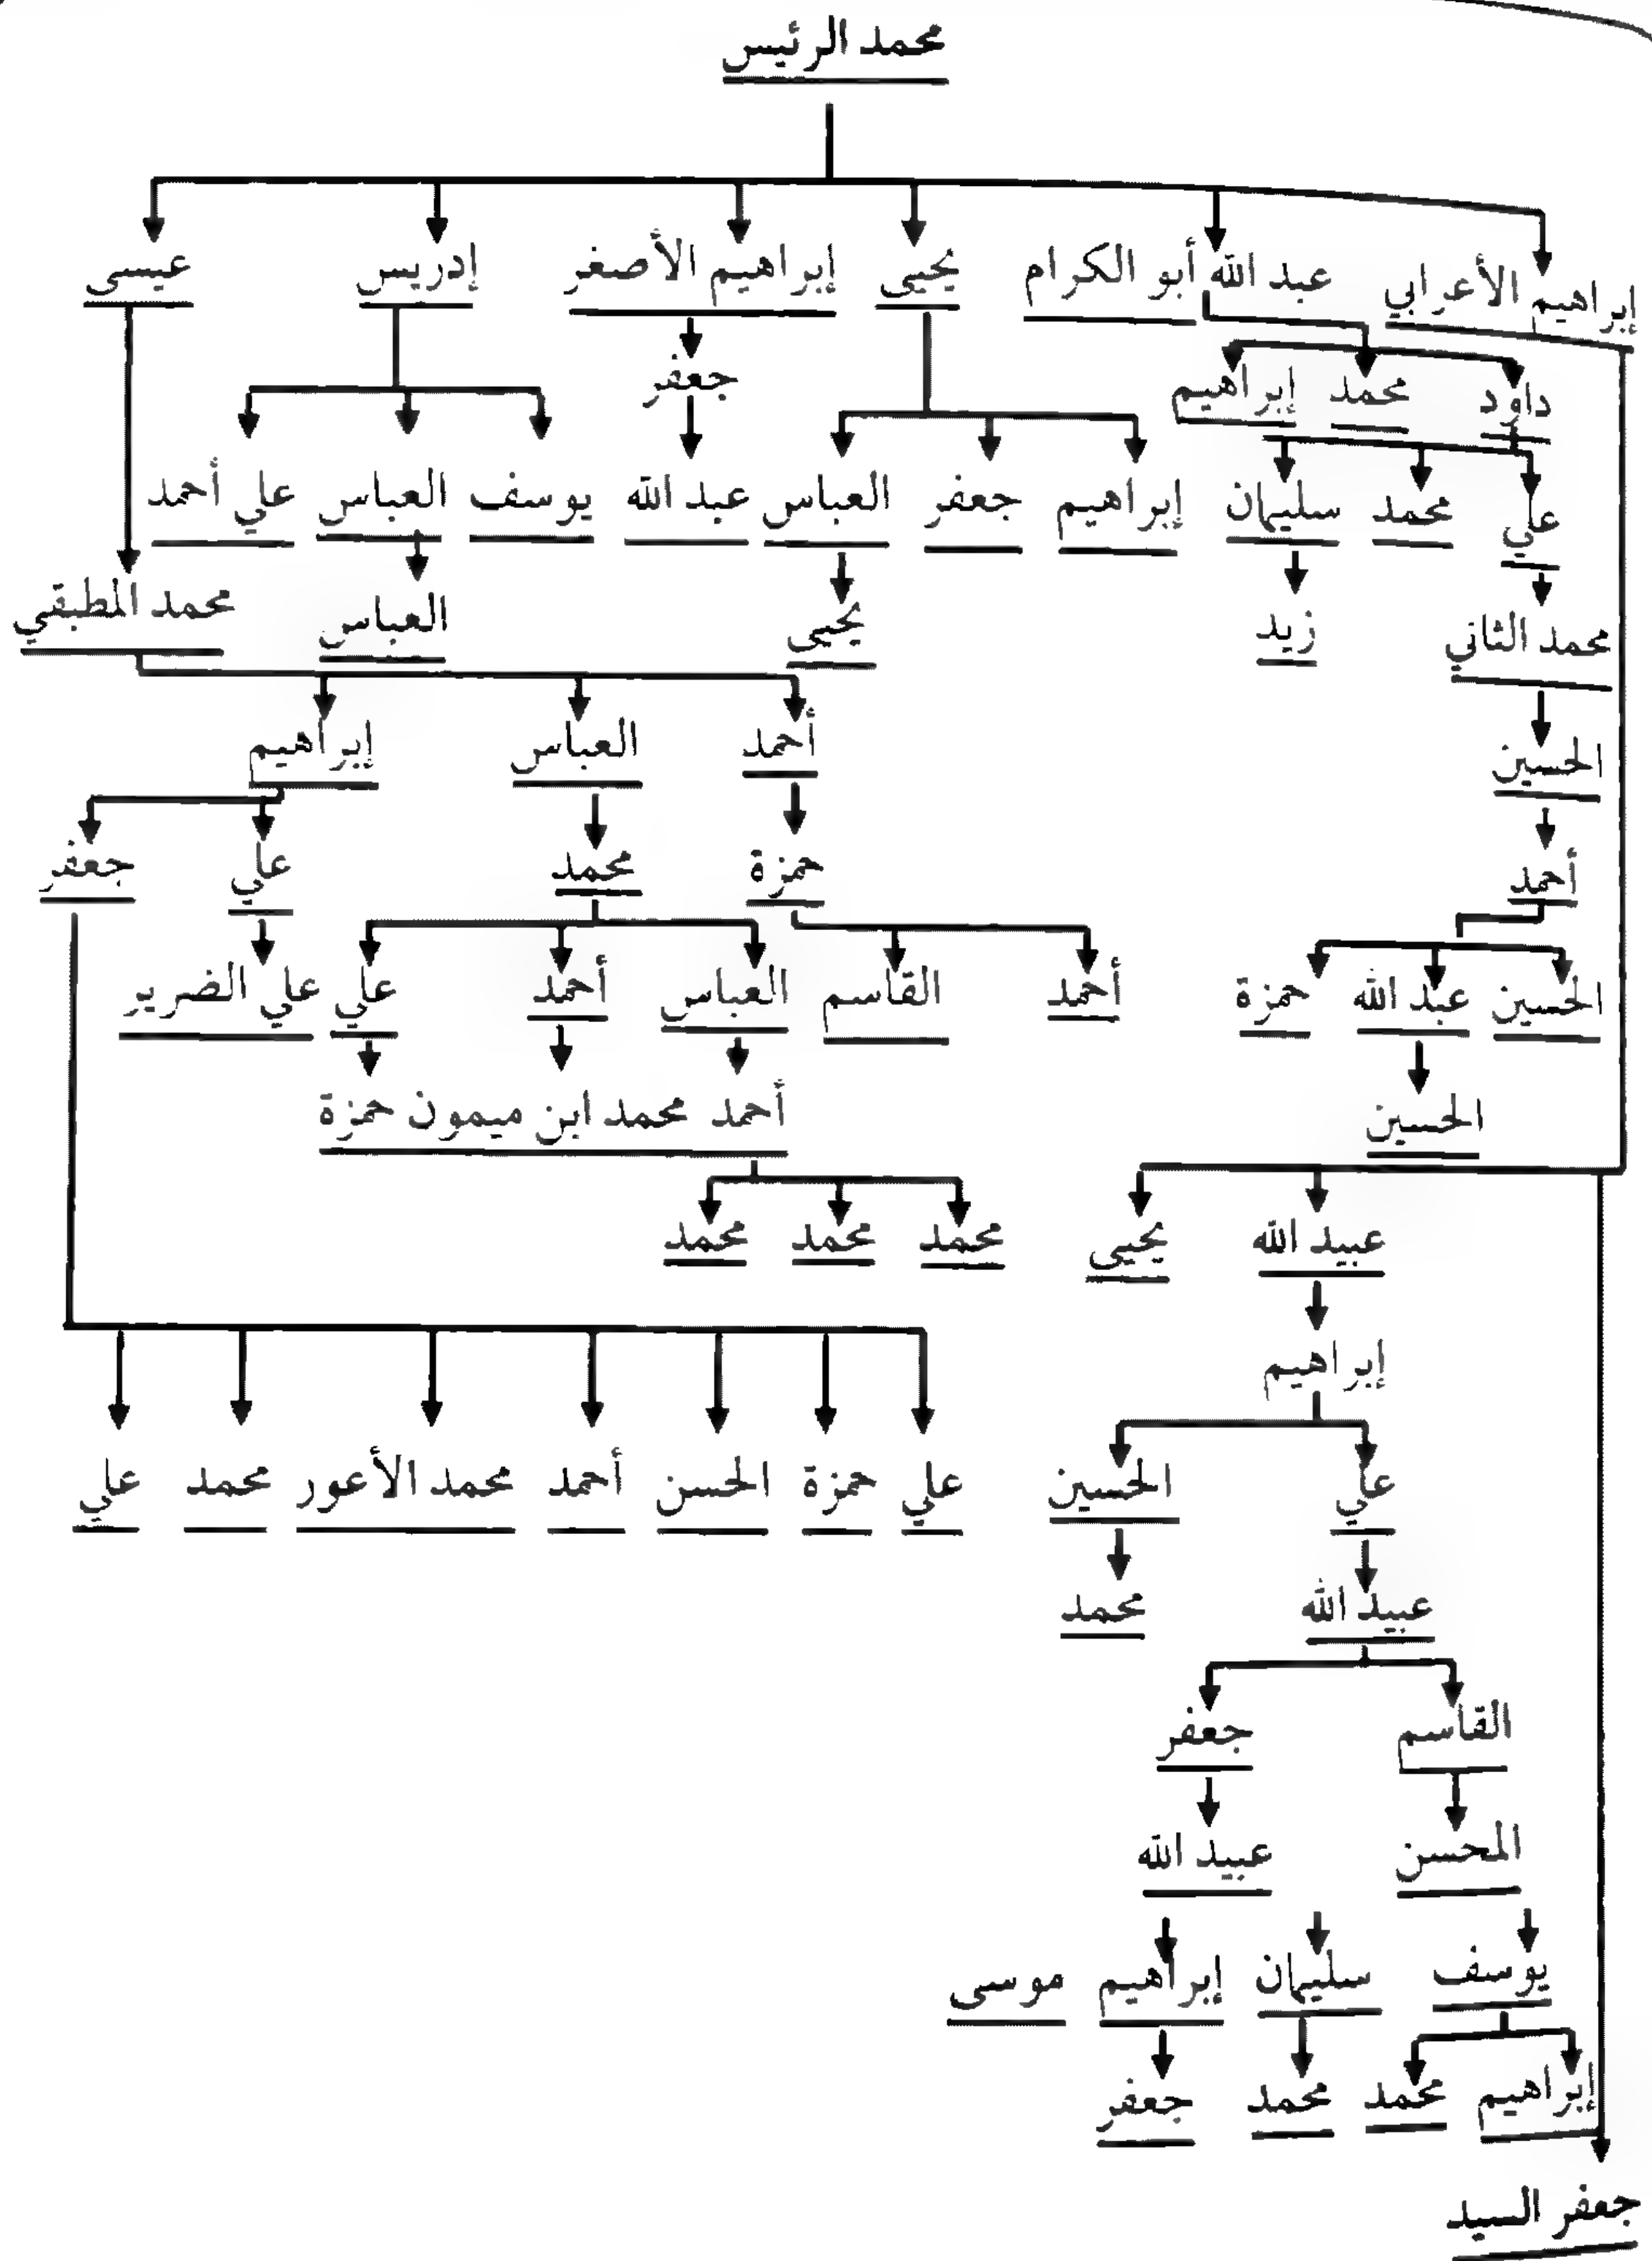 محمد الرئيس
إبراهيم الأعرابي عبد الله أبو الكرام يحيى إبراهيم الأصغر إدريس عيسى
داود محمد إبراهيم جعفر
علي محمد سليمان إبراهيم جعفر العباس عبد الله يوسف العباس علي أحمد
محمد الثاني زيد يحيى العباس محمد المطبقي
الحسين أحمد العباس إبراهيم
أحمد حمزة محمد علي جعفر
الحسين عبد الله حمزة أحمد القاسم العباس أحمد علي علي الضرير
الحسين أحمد محمد ابن ميمون حمزة
عبيد الله يحيى محمد محمد محمد
إبراهيم
علي الحسين علي حمزة الحسن أحمد محمد الأعور محمد علي
عبيد الله محمد
القاسم جعفر
المحسن عبيد الله
يوسف سليمان إبراهيم موسى
إبراهيم محمد محمد جعفر
جعفر السيد